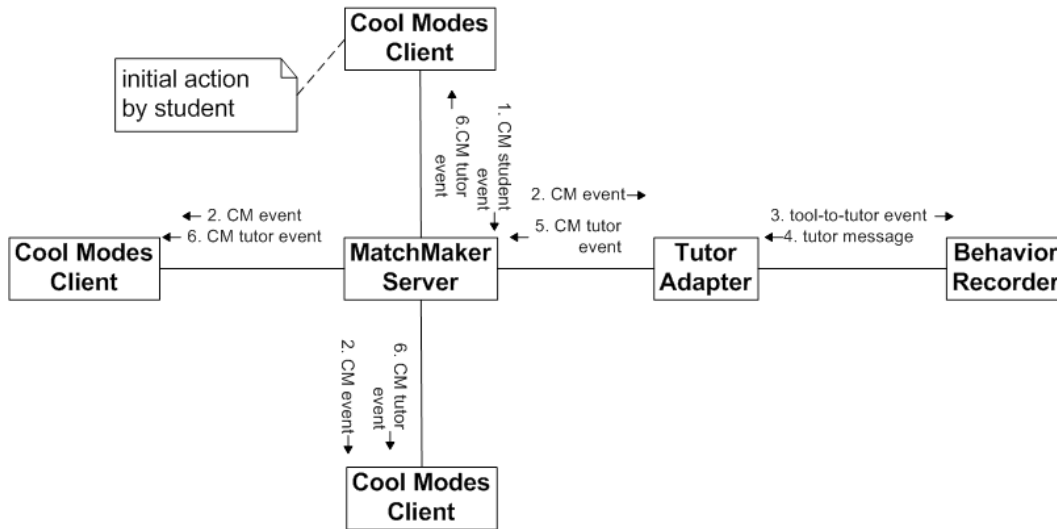 Cool Modes
Client
initial action
by student
1. CM student
event
6.CM tutor
event
2. CM event
5. CM tutor
event
3. tool-to-tutor event
4. tutor message
2. CM event
6. CM tutor event
Cool Modes
Client
MatchMaker
Server
Tutor
Adapter
Behavior
Recorder
6. CM tutor
event
2. CM event
Cool Modes
Client